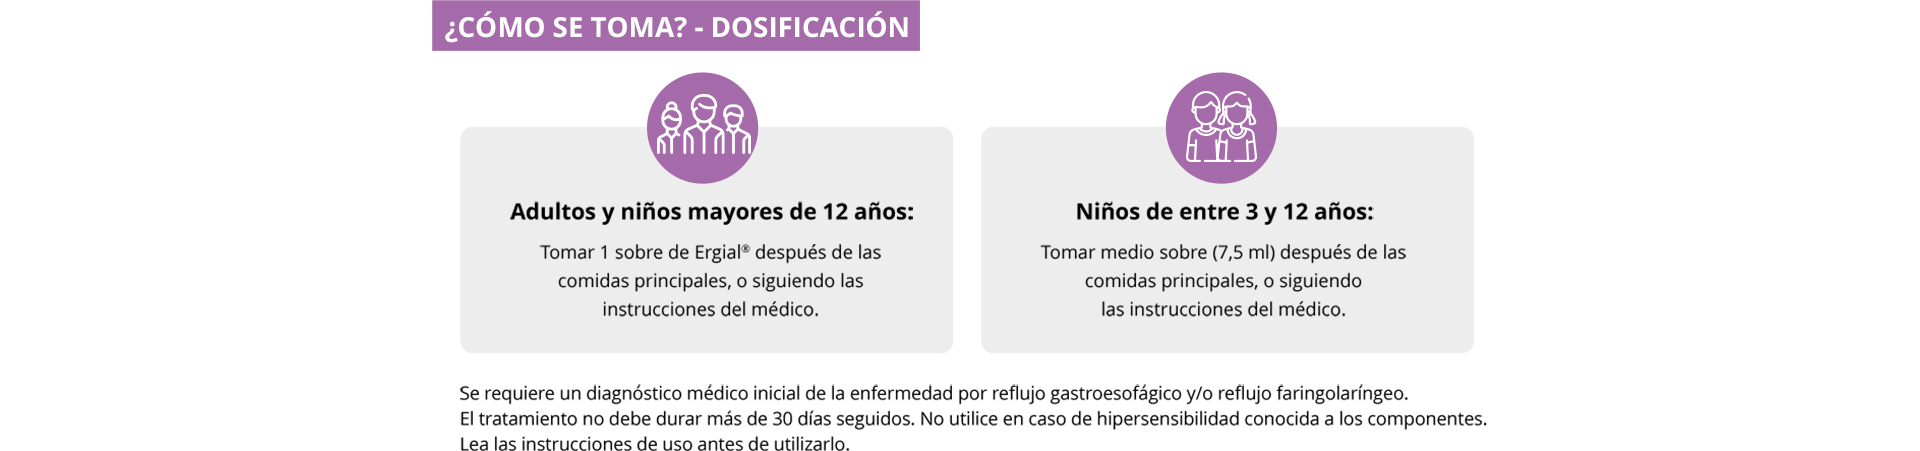 ¿CÓMO SE TOMA? - DOSIFICACIÓN
Adultos y niños mayores de 12 años:
Tomar 1 sobre de Ergial® después de las
comidas principales, o siguiendo las
instrucciones del médico.
Niños de entre 3 y 12 años:
Tomar medio sobre (7,5 ml) después de las
comidas principales, o siguiendo
las instrucciones del médico.
Se requiere un diagnóstico médico inicial de la enfermedad por reflujo gastroesofágico y/o reflujo faringolaríngeo.
El tratamiento no debe durar más de 30 días seguidos. No utilice en caso de hipersensibilidad conocida a los componentes.
Lea las instrucciones de uso antes de utilizarlo.